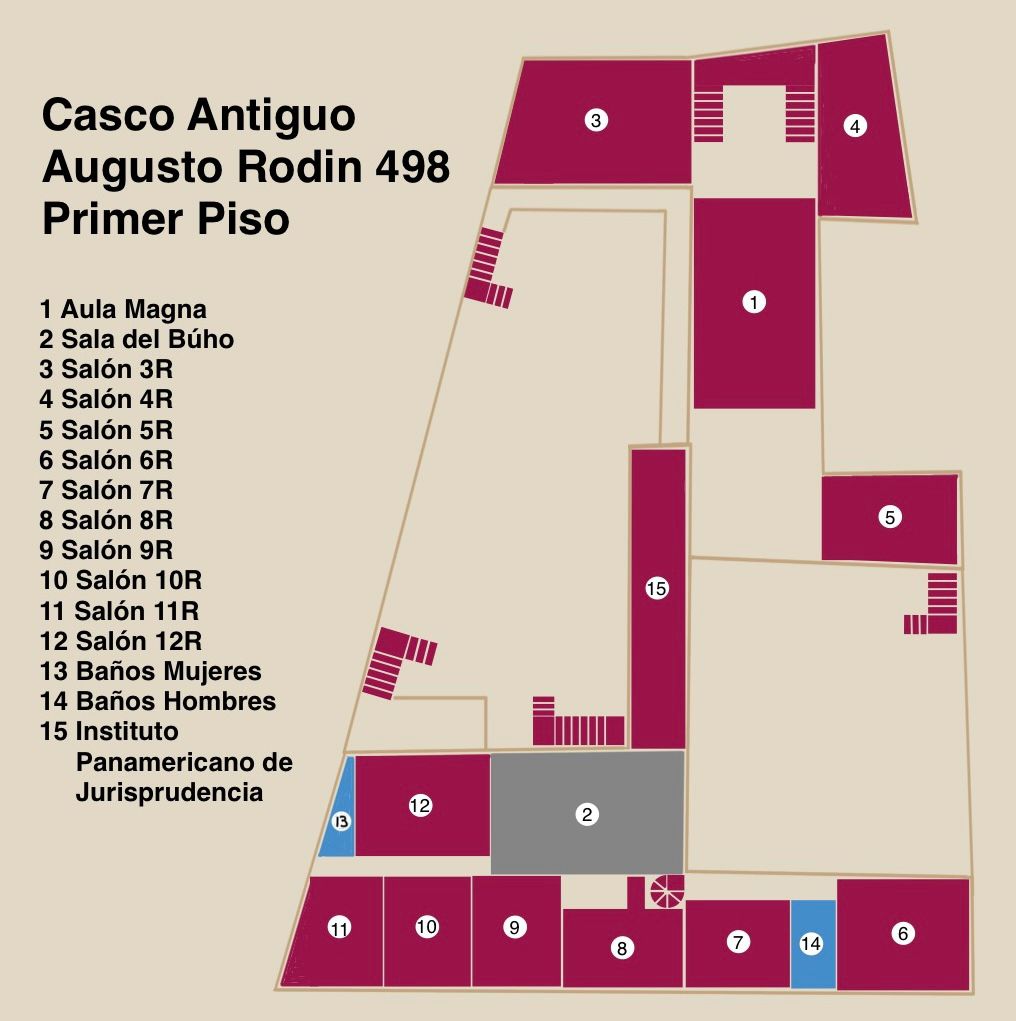 Casco Antiguo
Augusto Rodin 498
Primer Piso
1 Aula Magna
2 Sala del Búho
3 Salón 3R
4 Salón 4R
5 Salón 5R
6 Salón 6R
7 Salón 7R
8 Salón 8R
9 Salón 9R
10 Salón 10R
11 Salón 11R
12 Salón 12R
13 Baños Mujeres
14 Baños Hombres
15 Instituto
Panamericano de
Jurisprudencia
3
4
1
5
15
12
13
2
11
10
9
8
7
14
6